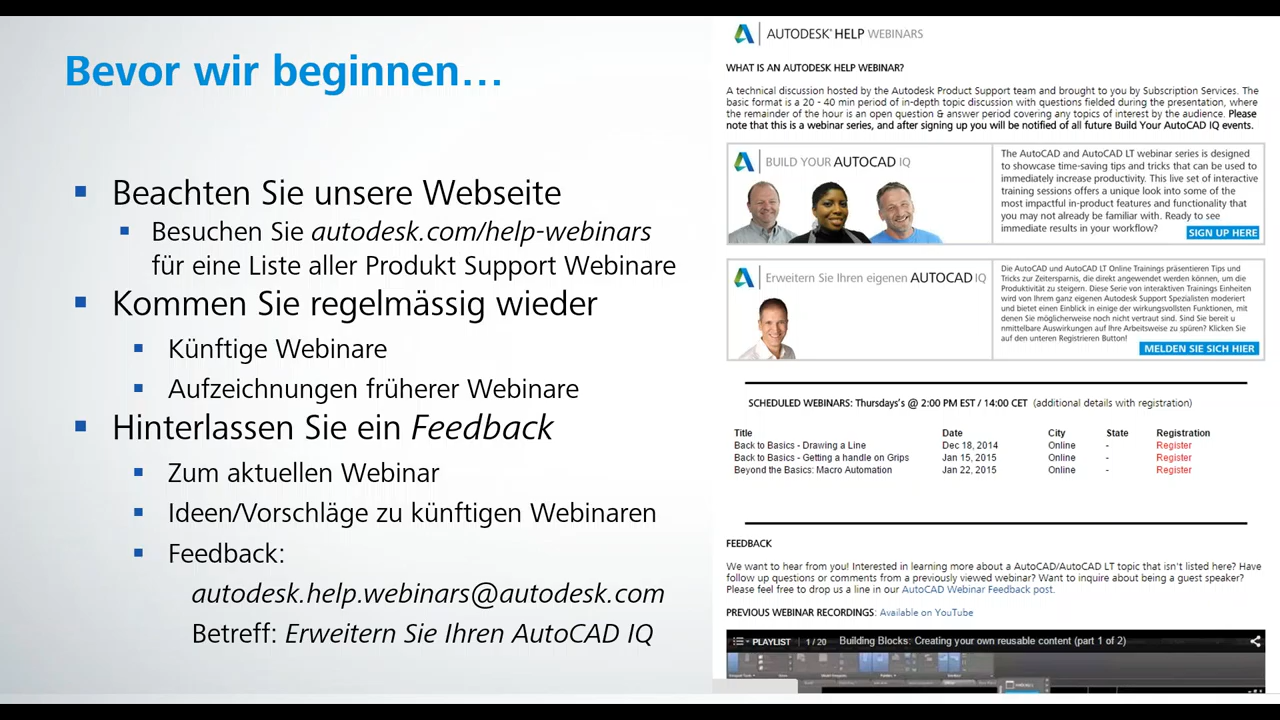 Bevor wir beginnen…
Beachten Sie unsere Webseite
Besuchen Sie autodesk.com/help-webinars
für eine Liste aller Produkt Support Webinare
Kommen Sie regelmässig wieder
Künftige Webinare
Aufzeichnungen früherer Webinare
Hinterlassen Sie ein Feedback
Zum aktuellen Webinar
Ideen/Vorschläge zu künftigen Webinaren
Feedback:
autodesk.help.webinars@autodesk.com
Betreff: Erweitern Sie Ihren AutoCAD IQ
AUTODESK® HELP WEBINARS
WHAT IS AN AUTODESK HELP WEBINAR?
A technical discussion hosted by the Autodesk Product Support team and brought to you by Subscription Services. The
basic format is a 20 - 40 min period of in-depth topic discussion with questions fielded during the presentation, where
the remainder of the hour is an open question & answer period covering any topics of interest by the audience. Please
note that this is a webinar series, and after signing up you will be notified of all future Build Your AutoCAD IQ events.
BUILD YOUR AUTOCAD IQ
The AutoCAD and AutoCAD LT webinar series is designed
to showcase time-saving tips and tricks that can be used to
immediately increase productivity. This live set of interactive
training sessions offers a unique look into some of the
most impactful in-product features and functionality that
you may not already be familiar with. Ready to see
immediate results in your workflow?
SIGN UP HERE
Erweitern Sie Ihren eigenen AUTOCAD IQ
Die AutoCAD und AutoCAD LT Online Trainings präsentieren Tips und
Tricks zur Zeitersparnis, die direkt angewendet werden können, um die
Produktivität zu steigern. Diese Serie von interaktiven Trainings Einheiten
wird von Ihrem ganz eigenen Autodesk Support Spezialisten moderiert
und bietet einen Einblick in einige der wirkungsvollsten Funktionen, mit
denen Sie möglicherweise noch nicht vertraut sind. Sind Sie bereit u
nmittelbare Auswirkungen auf Ihre Arbeitsweise zu spüren? Klicken Sie
auf den unteren Registrieren Button!
MELDEN SIE SICH HIER
SCHEDULED WEBINARS: Thursdays's @ 2:00 PM EST / 14:00 CET (additional details with registration)
Title Date City State Registration
Back to Basics - Drawing a Line Dec 18, 2014 Online - Register
Back to Basics - Getting a handle on Grips Jan 15, 2015 Online - Register
Beyond the Basics: Macro Automation Jan 22, 2015 Online - Register
FEEDBACK
We want to hear from you! Interested in learning more about a AutoCAD/AutoCAD LT topic that isn't listed here? Have
follow up questions or comments from a previously viewed webinar? Want to inquire about being a guest speaker?
Please feel free to drop us a line in our AutoCAD Webinar Feedback post.
PREVIOUS WEBINAR RECORDINGS: Available on YouTube
PLAYLIST 1 / 20 Building Blocks: Creating your own reusable content (part 1 of 2)